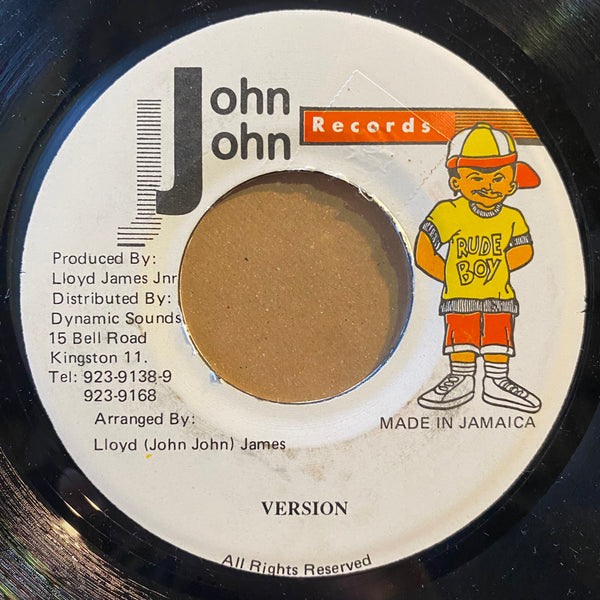 John
John
Records
RUDE
BOY
Produced By:
Lloyd James Jnr
Distributed By:
Dynamic Sounds
15 Bell Road
Kingston 11.
Tel: 923-9138-9
923-9168
Arranged By:
Lloyd (John John) James
MADE IN JAMAICA
VERSION
All Rights Reserved